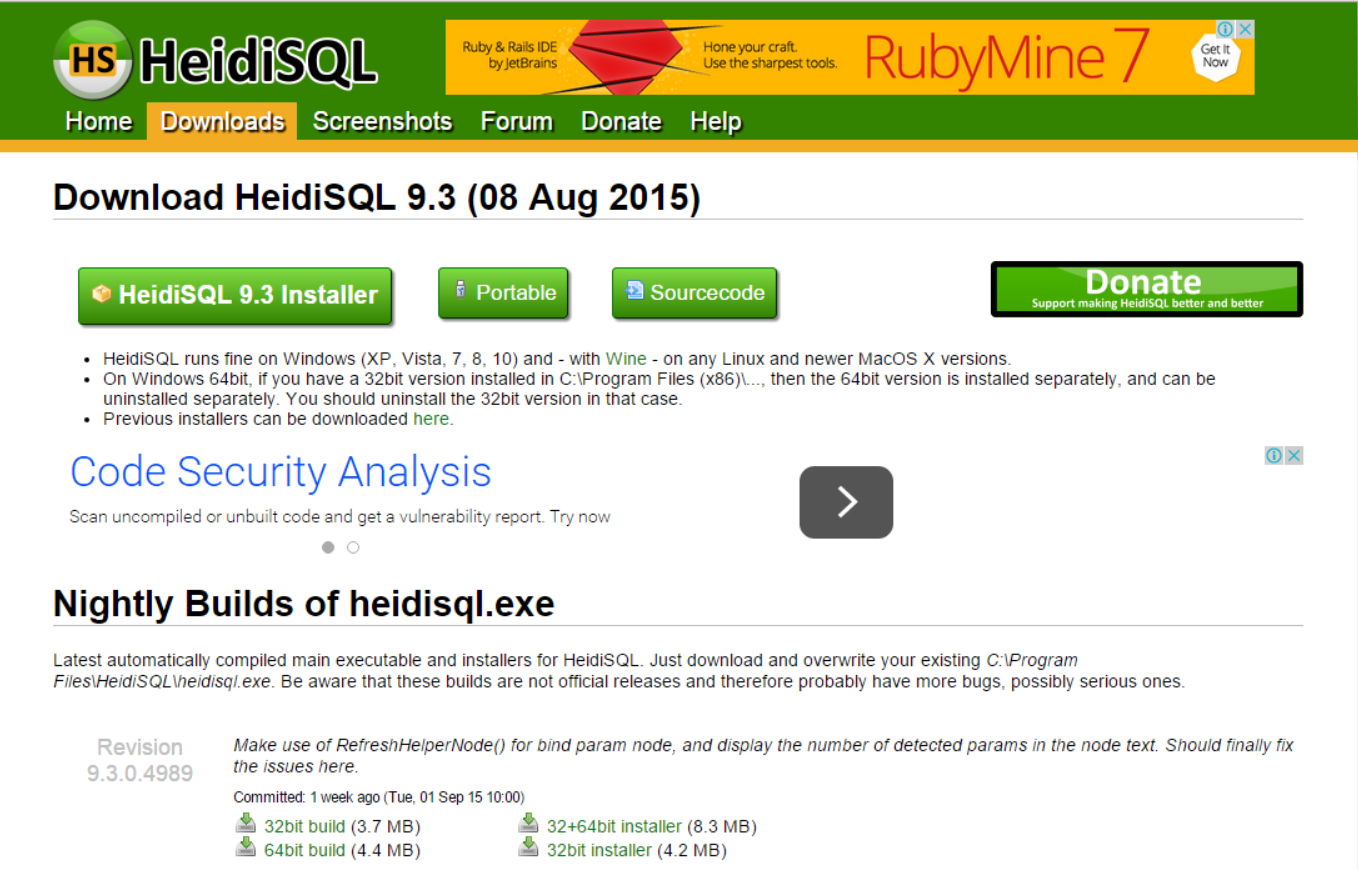 HS HeidiSQL
Ruby & Rails IDE
by JetBrains
Hone your craft.
Use the sharpest tools.
RubyMine 7
Get It
Now
Home Downloads Screenshots Forum Donate Help
Download HeidiSQL 9.3 (08 Aug 2015)
HeidiSQL 9.3 Installer Portable Sourcecode
Donate
Support making HeidiSQL better and better
• HeidiSQL runs fine on Windows (XP, Vista, 7, 8, 10) and - with Wine - on any Linux and newer MacOS X versions.
• On Windows 64bit, if you have a 32bit version installed in C:\Program Files (x86)\..., then the 64bit version is installed separately, and can be
uninstalled separately. You should uninstall the 32bit version in that case.
• Previous installers can be downloaded here.
Code Security Analysis
Scan uncompiled or unbuilt code and get a vulnerability report. Try now
Nightly Builds of heidisql.exe
Latest automatically compiled main executable and installers for HeidiSQL. Just download and overwrite your existing C:\Program
Files\HeidiSQL\heidisql.exe. Be aware that these builds are not official releases and therefore probably have more bugs, possibly serious ones.
Revision
9.3.0.4989
Make use of RefreshHelperNode() for bind param node, and display the number of detected params in the node text. Should finally fix
the issues here.
Committed: 1 week ago (Tue, 01 Sep 15 10:00)
32bit build (3.7 MB) 32+64bit installer (8.3 MB)
64bit build (4.4 MB) 32bit installer (4.2 MB)